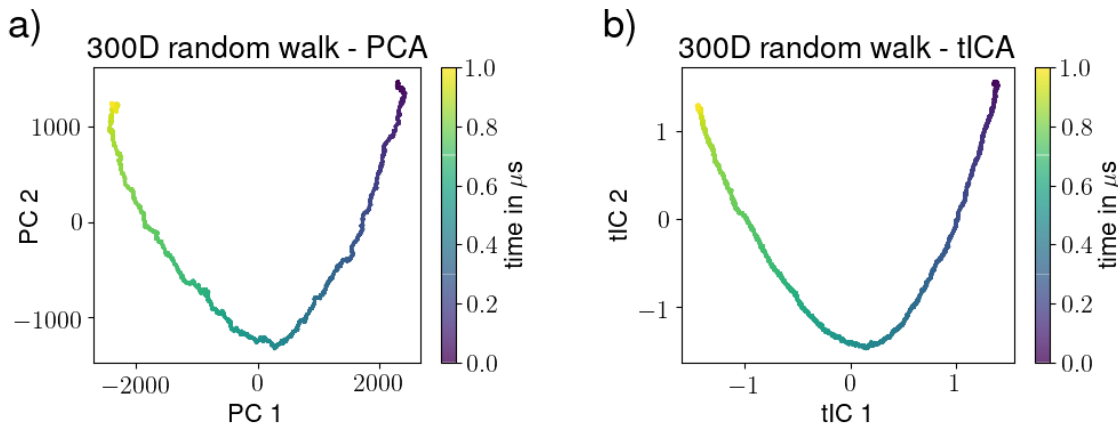 a)
300D random walk - PCA
PC 2
1000
0
−1000
−2000
0
2000
PC 1
1.0
0.8
0.6
0.4
0.2
0.0
time in μs
b)
300D random walk - tICA
tIC 2
1
0
−1
−1
0
1
tIC 1
1.0
0.8
0.6
0.4
0.2
0.0
time in μs